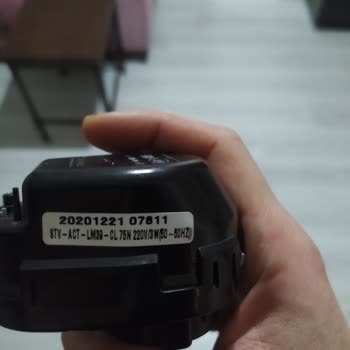 20201221 07811
STV-ACT-LM39-CL 75N 220V/3W(50~60HZ)